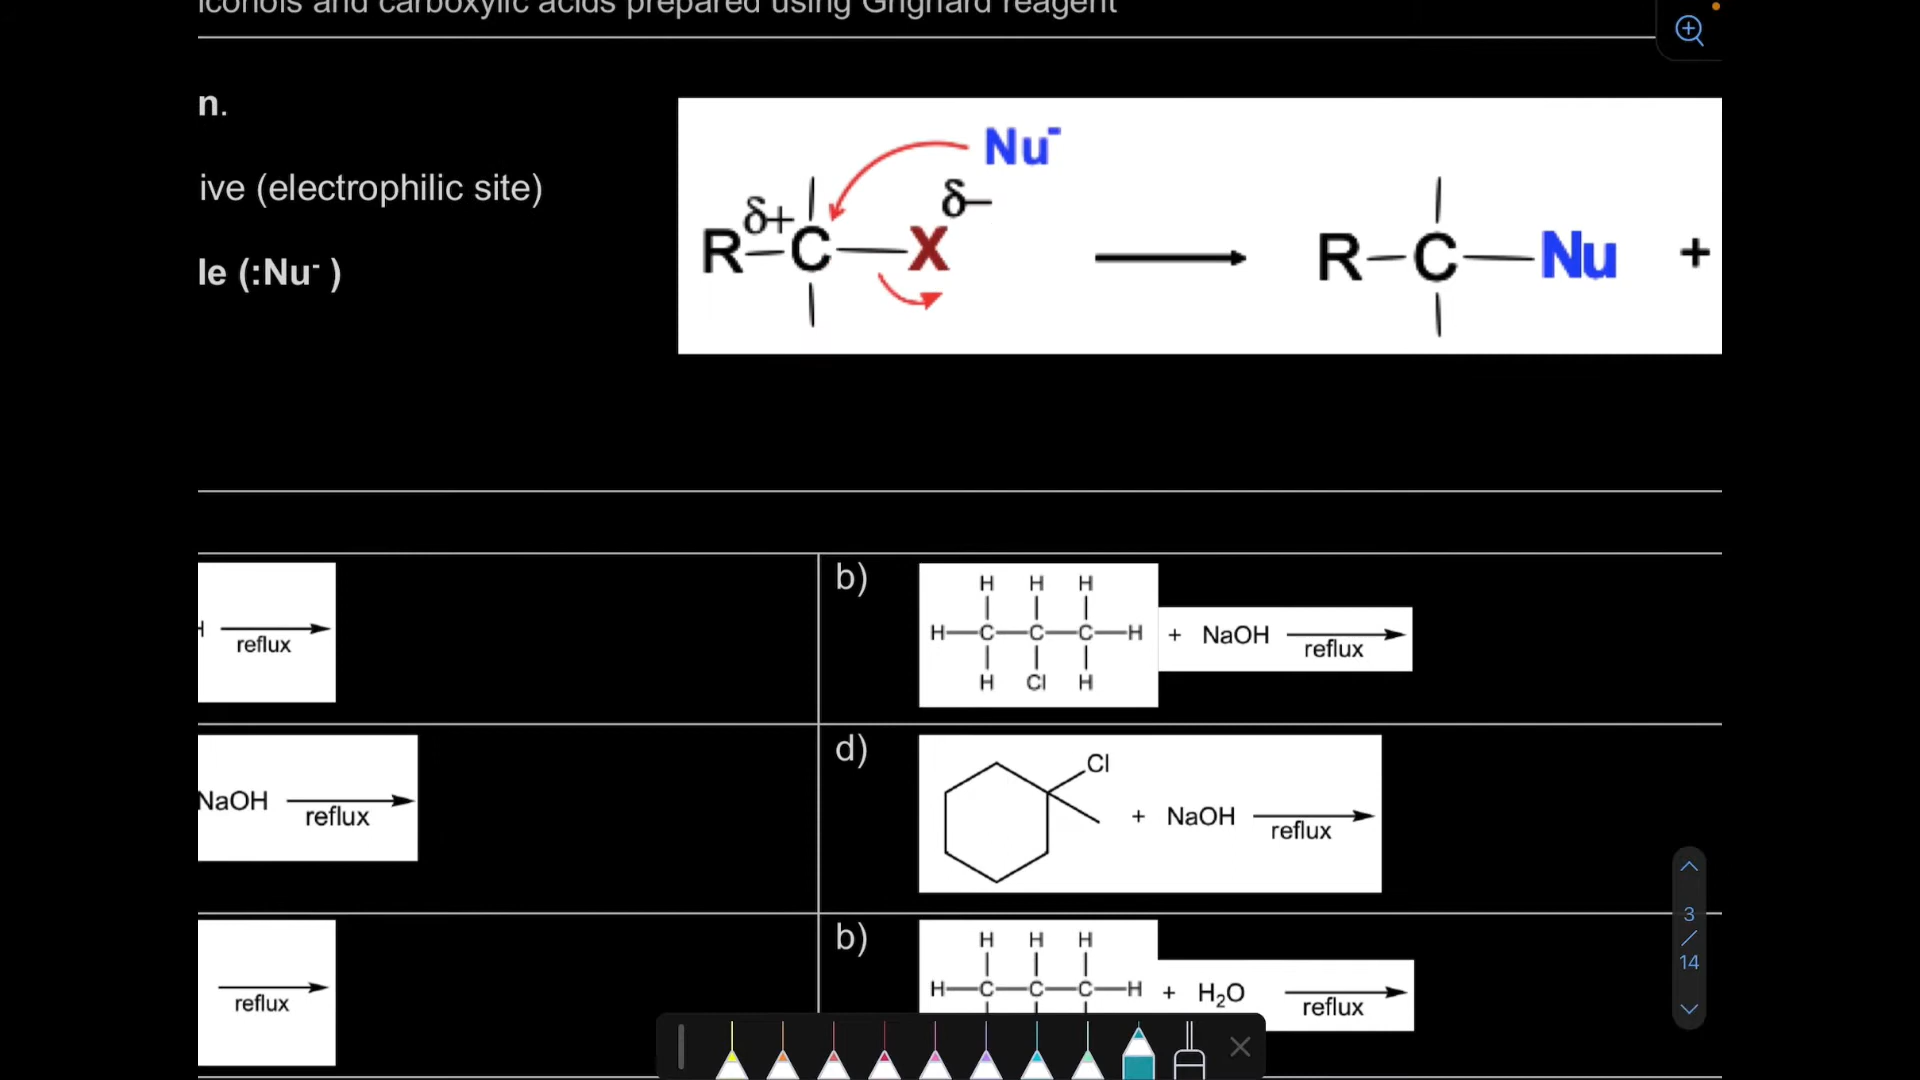 and carboxylic acids prepared using Grignard reagent
n.
ive (electrophilic site)
le (:Nu⁻ )
Nu⁻
δ+
δ–
R–C–X
R–C–Nu +
reflux
b)
H H H
H–C–C–C–H + NaOH
reflux
H Cl H
NaOH
reflux
d)
Cl
+ NaOH
reflux
reflux
b)
H H H
H–C–C–C–H + H₂O
reflux
3
/
14